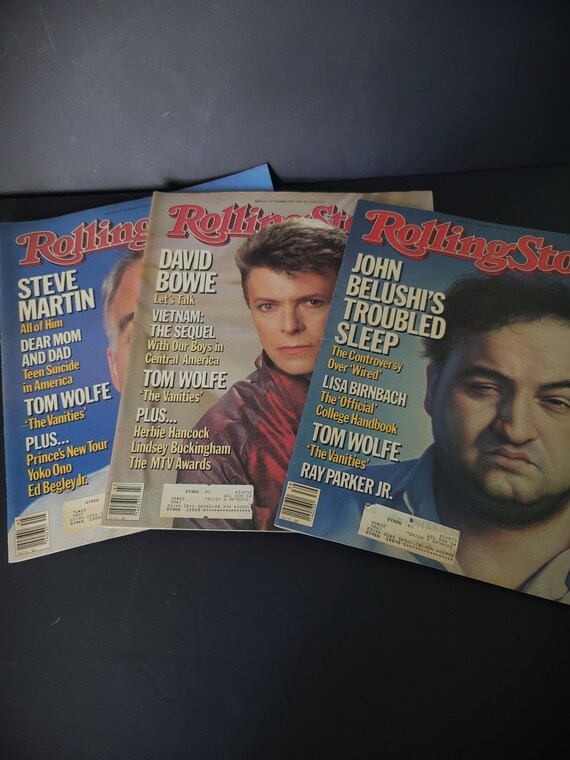 Rolling
STEVE
MARTIN
All of Him
DEAR MOM
AND DAD
Teen Suicide
in America
TOM WOLFE
'The Vanities'
PLUS...
Prince's New Tour
Yoko Ono
Ed Begley Jr.
Rolling Sto
DAVID
BOWIE
Let's Talk
VIETNAM:
THE SEQUEL
With Our Boys in
Central America
TOM WOLFE
'The Vanities'
PLUS...
Herbie Hancock
Lindsey Buckingham
The MTV Awards
Rolling Sto
JOHN
BELUSHI'S
TROUBLED
SLEEP
The Controversy
Over 'Wired'
LISA BIRNBACH
The 'Official'
College Handbook
TOM WOLFE
'The Vanities'
RAY PARKER JR.